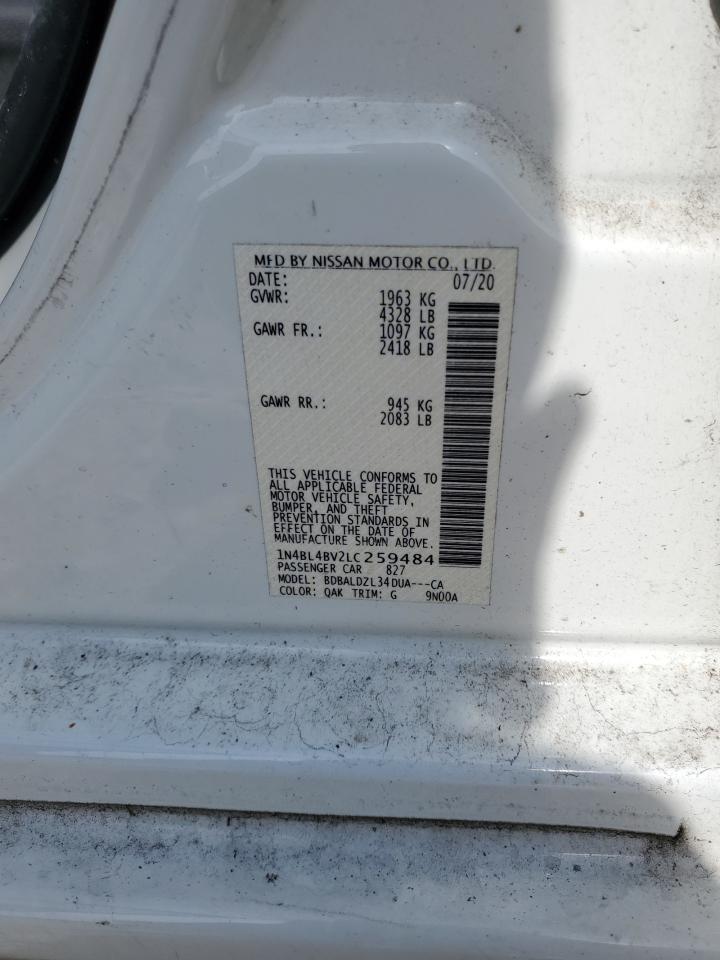 MFD BY NISSAN MOTOR CO., LTD.
DATE: 07/20
GVWR: 1963 KG
4328 LB
GAWR FR.: 1097 KG
2418 LB
GAWR RR.: 945 KG
2083 LB
THIS VEHICLE CONFORMS TO
ALL APPLICABLE FEDERAL
MOTOR VEHICLE SAFETY,
BUMPER, AND THEFT
PREVENTION STANDARDS IN
EFFECT ON THE DATE OF
MANUFACTURE SHOWN ABOVE.
1N4BL4BV2LC259484
PASSENGER CAR 827
MODEL: BDBALDZL34DUA---CA
COLOR: QAK TRIM: G 9N00A